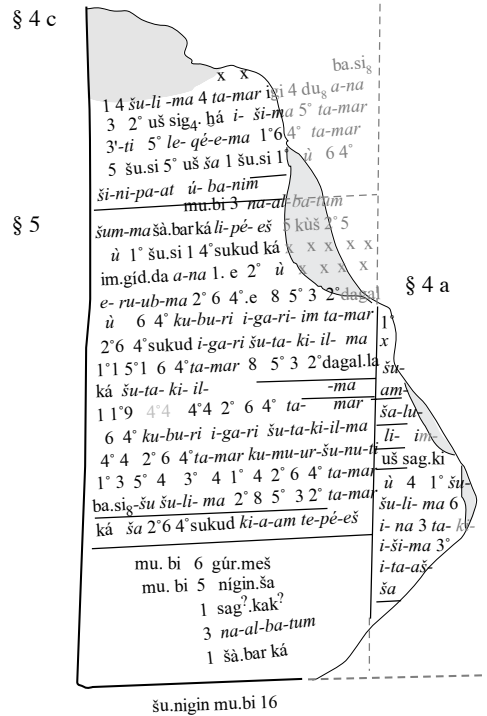 § 4 c
ba.si₈
x x
1 4 šu-li -ma 4 ta-mar igi 4 du₈ a-na
3 2° uš sig₄. ḫá i- ši-ma 5° ta-mar
3'-ti 5° le- qé-e-ma 1°6 4° ta-mar
5 šu.si 5° uš ša 1 šu.si 1° ù 6 4°
ši-ni-pa-at ú- ba-nim
mu.bi 3 na-al-ba-tum
§ 5
šum-ma šà.bar ká li-pé- eš 5 kùš 2°5
ù 1° šu.si 1 4° sukud ká x x x x x
im.gíd.da a-na 1. e 2° ù x x x x
e- ru-ub-ma 2° 6 4°.e 8 5° 3 2° dagal
ù 6 4° ku-bu-ri i-ga-ri- im ta-mar
2°6 4° sukud i-ga-ri šu-ta- ki- il- ma
1°1 5°1 6 4° ta-mar 8 5° 3 2° dagal.la
ká šu-ta- ki- il- -ma
1 1°9 4°4 4°4 2° 6 4° ta- mar
6 4° ku-bu-ri i-ga-ri šu-ta-ki-il-ma
4° 4 2° 6 4° ta-mar ku-mu-ur-šu-nu-ti
1° 3 5° 4 3° 4 1° 4 2° 6 4° ta-mar
ba.si₈-šu šu-li- ma 2° 8 5° 3 2° ta-mar
ká ša 2°6 4° sukud ki-a-am te-pé-eš
mu. bi 6 gúr.meš
mu. bi 5 nígin.ša
1 sag?.kak?
3 na-al-ba-tum
1 šà.bar ká
šu.nigin mu.bi 16
§ 4 a
1°
x
šu-
am-
ša-lu-
li- im-
uš sag.ki
ù 4 1° šu-
šu-li- ma 6
i- na 3 ta- ki-
i-ši-ma 3°
i-ta-aš-
ša